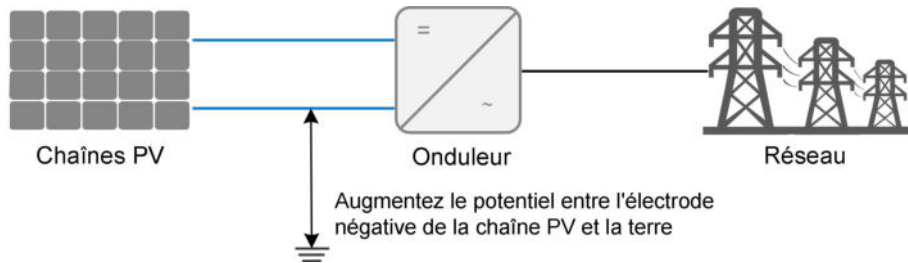 Chaînes PV
Onduleur
Réseau
Augmentez le potentiel entre l'électrode
négative de la chaîne PV et la terre